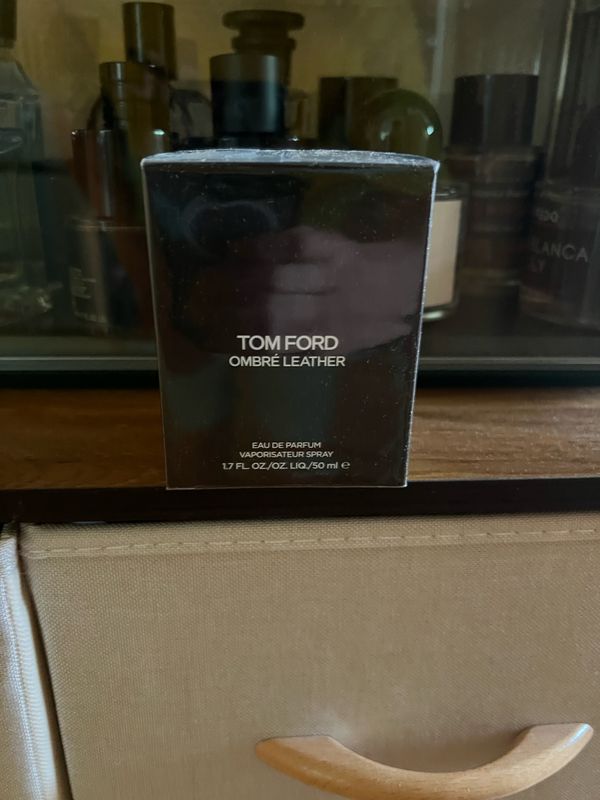 TOM FORD
OMBRÉ LEATHER
EAU DE PARFUM
VAPORISATEUR SPRAY
1.7 FL. OZ./OZ. LIQ./50 ml ℮